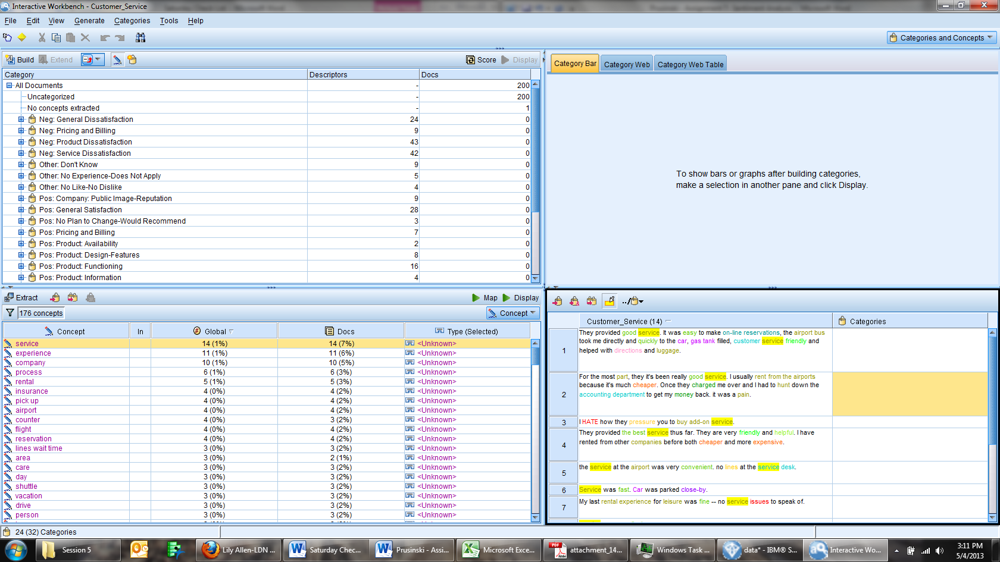 Interactive Workbench - Customer_Service
File Edit View Generate Categories Tools Help
Categories and Concepts
Build Extend Score Display
Category Descriptors Docs
All Documents - 200
Uncategorized - 200
No concepts extracted - 1
Neg: General Dissatisfaction 24 0
Neg: Pricing and Billing 9 0
Neg: Product Dissatisfaction 43 0
Neg: Service Dissatisfaction 42 0
Other: Don't Know 9 0
Other: No Experience-Does Not Apply 5 0
Other: No Like-No Dislike 4 0
Pos: Company: Public Image-Reputation 9 0
Pos: General Satisfaction 28 0
Pos: No Plan to Change-Would Recommend 3 0
Pos: Pricing and Billing 7 0
Pos: Product: Availability 2 0
Pos: Product: Design-Features 8 0
Pos: Product: Functioning 16 0
Pos: Product: Information 4 0
Category Bar Category Web Category Web Table
To show bars or graphs after building categories,
make a selection in another pane and click Display.
Extract Map Display
176 concepts Concept
Concept In Global Docs Type (Selected)
service 14 (1%) 14 (7%) <Unknown>
experience 11 (1%) 11 (6%) <Unknown>
company 10 (1%) 10 (5%) <Unknown>
process 6 (1%) 6 (3%) <Unknown>
rental 5 (1%) 5 (3%) <Unknown>
insurance 4 (0%) 4 (2%) <Unknown>
pick up 4 (0%) 4 (2%) <Unknown>
airport 4 (0%) 4 (2%) <Unknown>
counter 4 (0%) 3 (2%) <Unknown>
flight 4 (0%) 4 (2%) <Unknown>
reservation 4 (0%) 4 (2%) <Unknown>
lines wait time 3 (0%) 3 (2%) <Unknown>
area 3 (0%) 2 (1%) <Unknown>
care 3 (0%) 3 (2%) <Unknown>
day 3 (0%) 3 (2%) <Unknown>
shuttle 3 (0%) 3 (2%) <Unknown>
vacation 3 (0%) 3 (2%) <Unknown>
drive 3 (0%) 3 (2%) <Unknown>
person 3 (0%) 3 (2%) <Unknown>
Customer_Service (14) Categories
They provided good service. It was easy to make on-line reservations, the airport bus
took me directly and quickly to the car, gas tank filled, customer service friendly and
1
helped with directions and luggage.
For the most part, they it's been really good service. I usually rent from the airports
because it's much cheaper. Once they charged me over and I had to hunt down the
2
accounting department to get my money back. it was a pain.
3 I HATE how they pressure you to buy add-on service.
They provided the best service thus far. They are very friendly and helpful. I have
4
rented from other companies before both cheaper and more expensive.
the service at the airport was very convenient. no lines at the service desk.
5
6 Service was fast. Car was parked close-by.
My last rental experience for leisure was fine -- no service issues to speak of.
7
24 (32) Categories
Session 5
Lily Allen-LDN ...
Saturday Chec...
Prusinski - Assi...
Microsoft Exce...
attachment_14...
Windows Task ...
data* - IBM® S...
Interactive Wo...
3:11 PM
5/4/2013